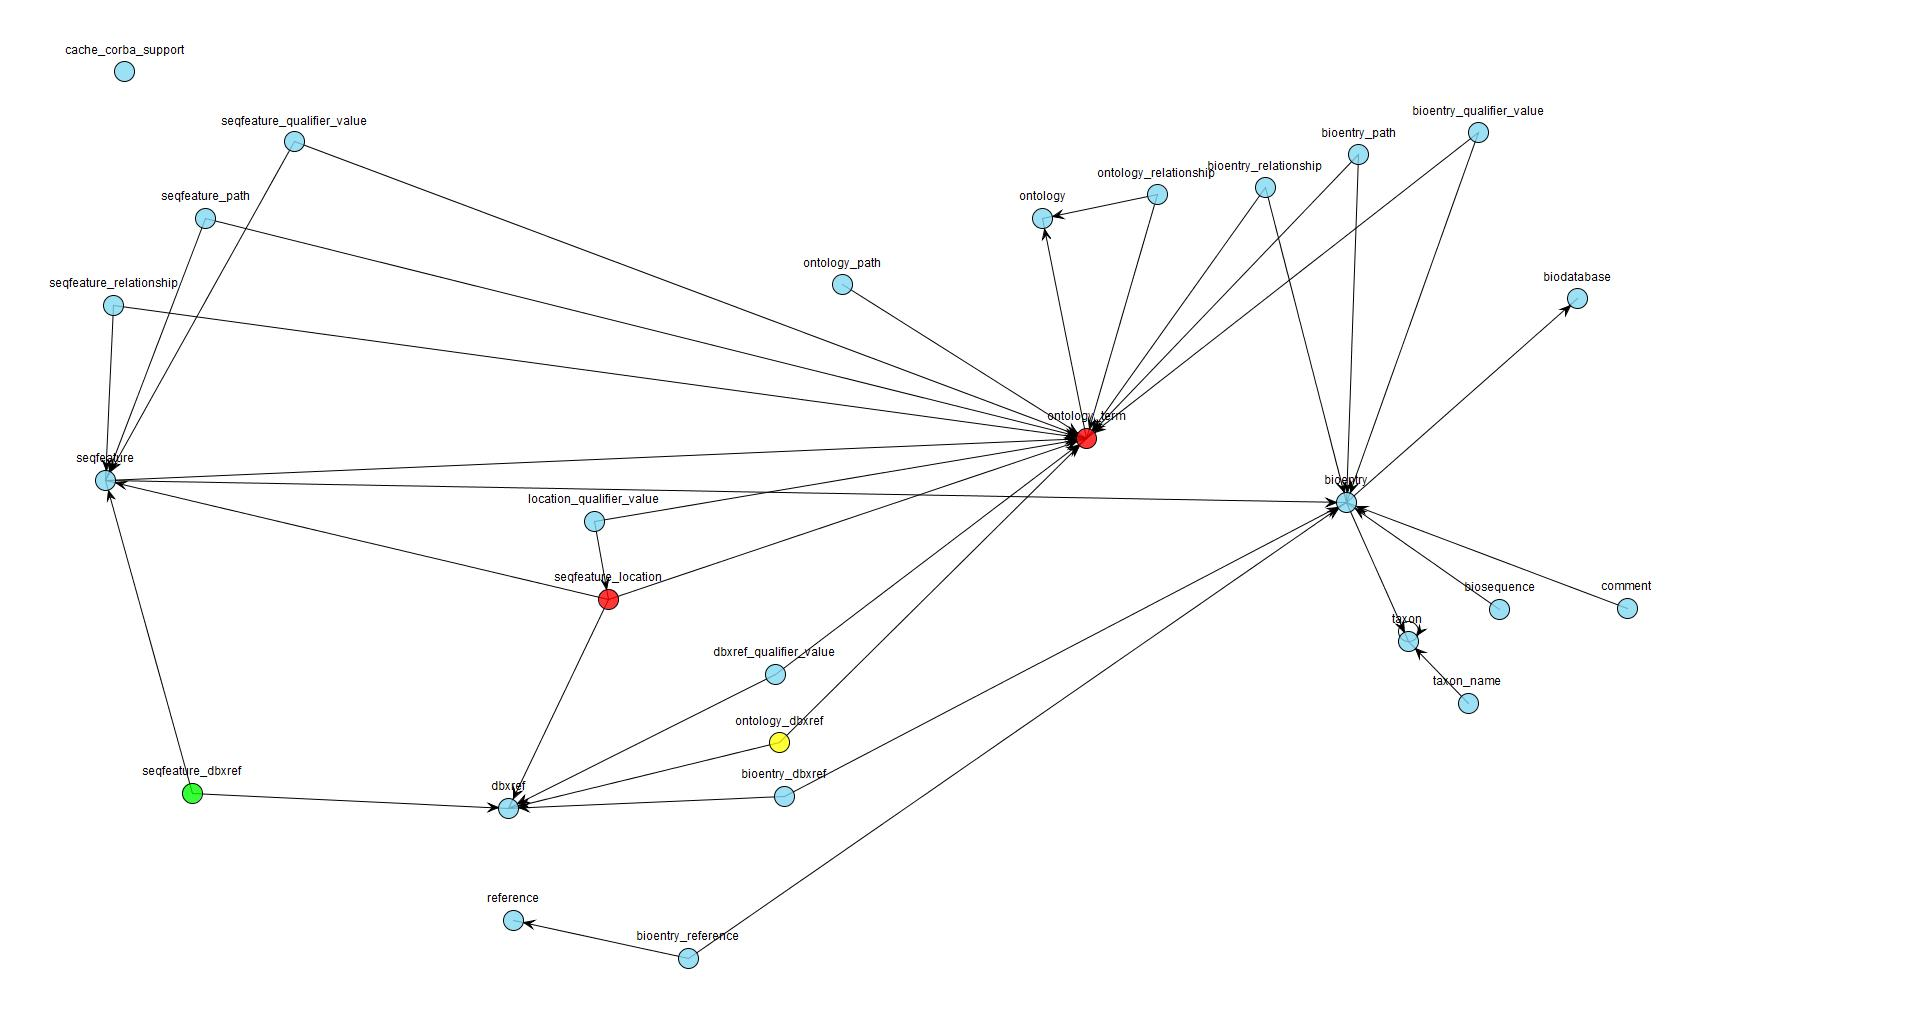 cache_corba_support
bioentry_qualifier_value
seqfeature_qualifier_value
bioentry_path
bioentry_relationship
ontology_relationship
seqfeature_path
ontology
ontology_path
biodatabase
seqfeature_relationship
ontology_term
seqfeature
bioentry
location_qualifier_value
seqfeature_location
comment
biosequence
taxon
dbxref_qualifier_value
taxon_name
ontology_dbxref
seqfeature_dbxref
bioentry_dbxref
dbxref
reference
bioentry_reference